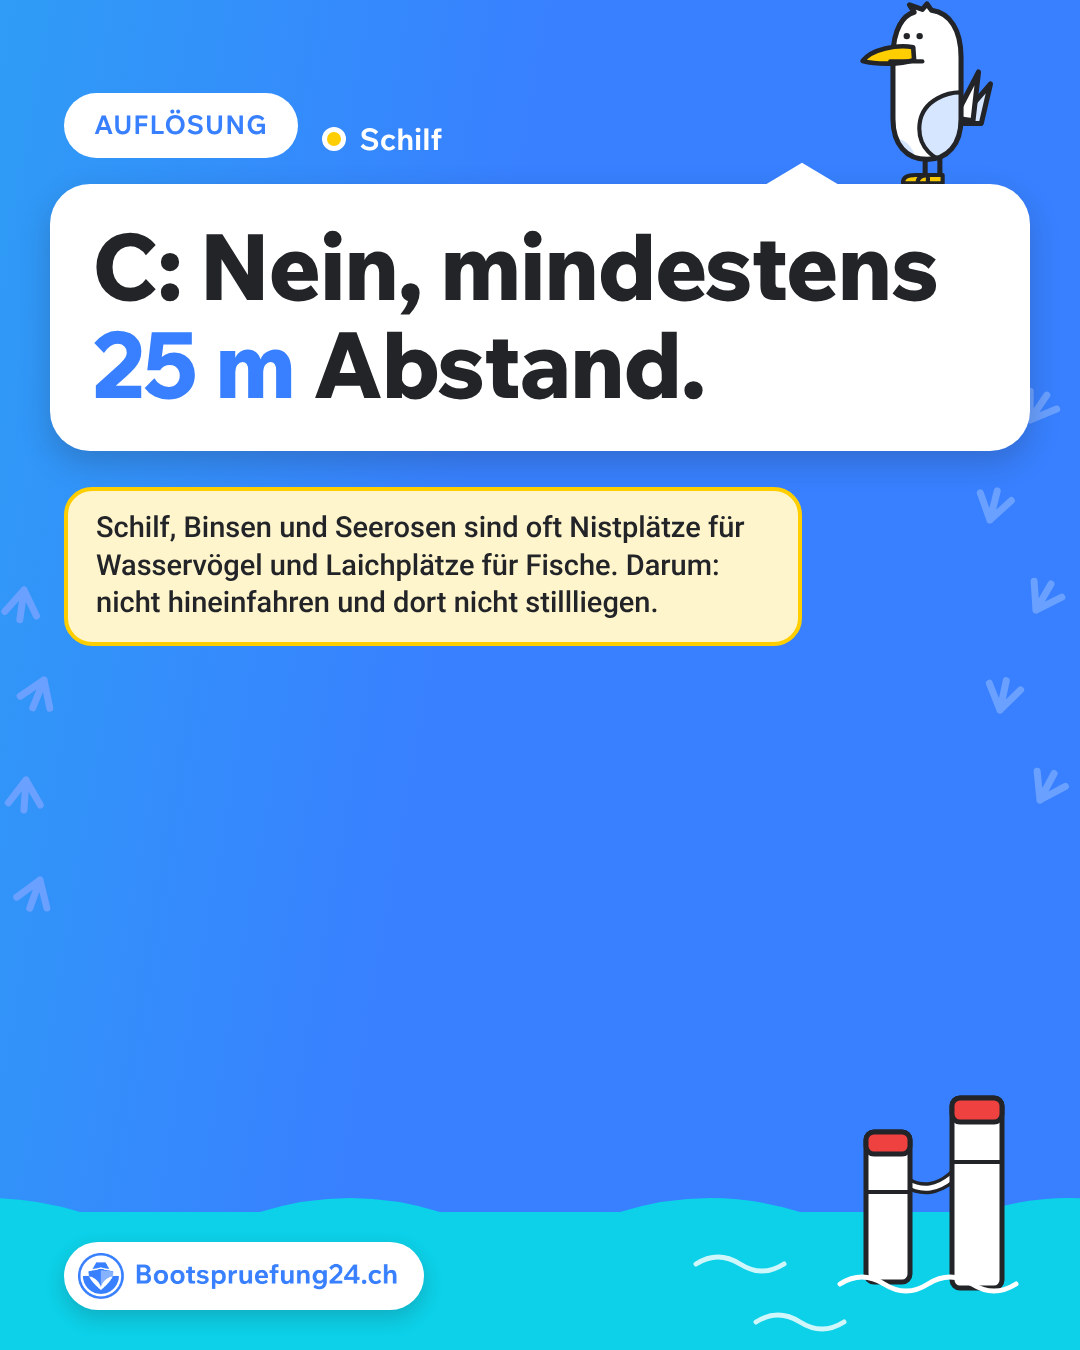 AUFLÖSUNG
Schilf
C: Nein, mindestens
25 m Abstand.
Schilf, Binsen und Seerosen sind oft Nistplätze für
Wasservögel und Laichplätze für Fische. Darum:
nicht hineinfahren und dort nicht stillliegen.
Bootspruefung24.ch